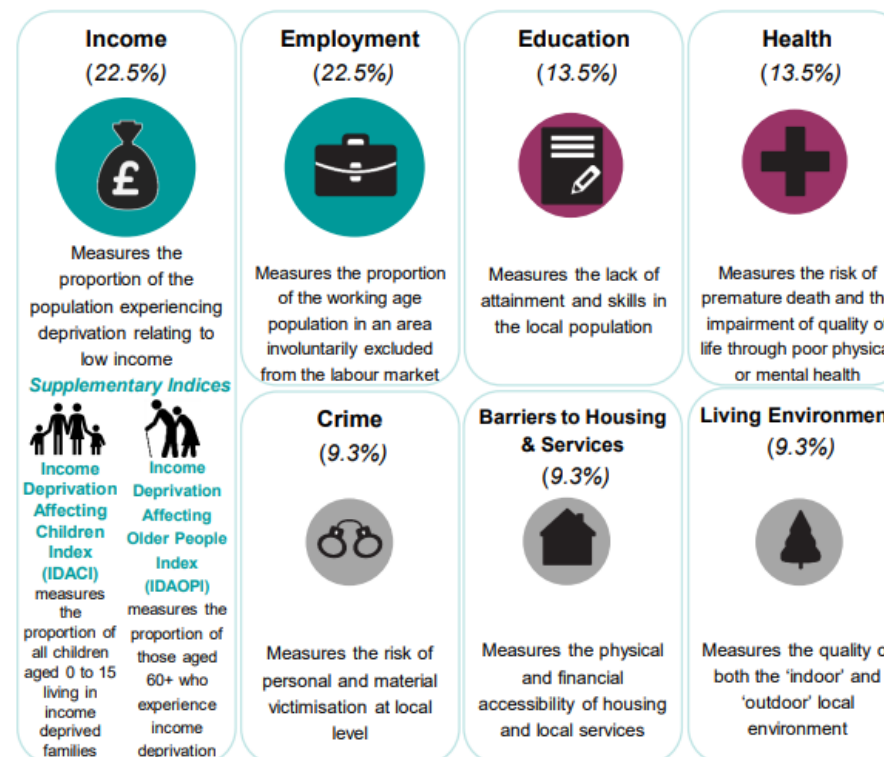 Income
(22.5%)
£
Measures the
proportion of the
population experiencing
deprivation relating to
low income
Supplementary Indices
Income
Deprivation
Affecting
Children
Index
(IDACI)
measures
the
proportion of
all children
aged 0 to 15
living in
income
deprived
families
Income
Deprivation
Affecting
Older People
Index
(IDAOPI)
measures the
proportion of
those aged
60+ who
experience
income
deprivation
Employment
(22.5%)
Measures the proportion
of the working age
population in an area
involuntarily excluded
from the labour market
Education
(13.5%)
Measures the lack of
attainment and skills in
the local population
Health
(13.5%)
Measures the risk of
premature death and th
impairment of quality o
life through poor physica
or mental health
Crime
(9.3%)
Measures the risk of
personal and material
victimisation at local
level
Barriers to Housing
& Services
(9.3%)
Measures the physical
and financial
accessibility of housing
and local services
Living Environmen
(9.3%)
Measures the quality o
both the ‘indoor’ and
‘outdoor’ local
environment